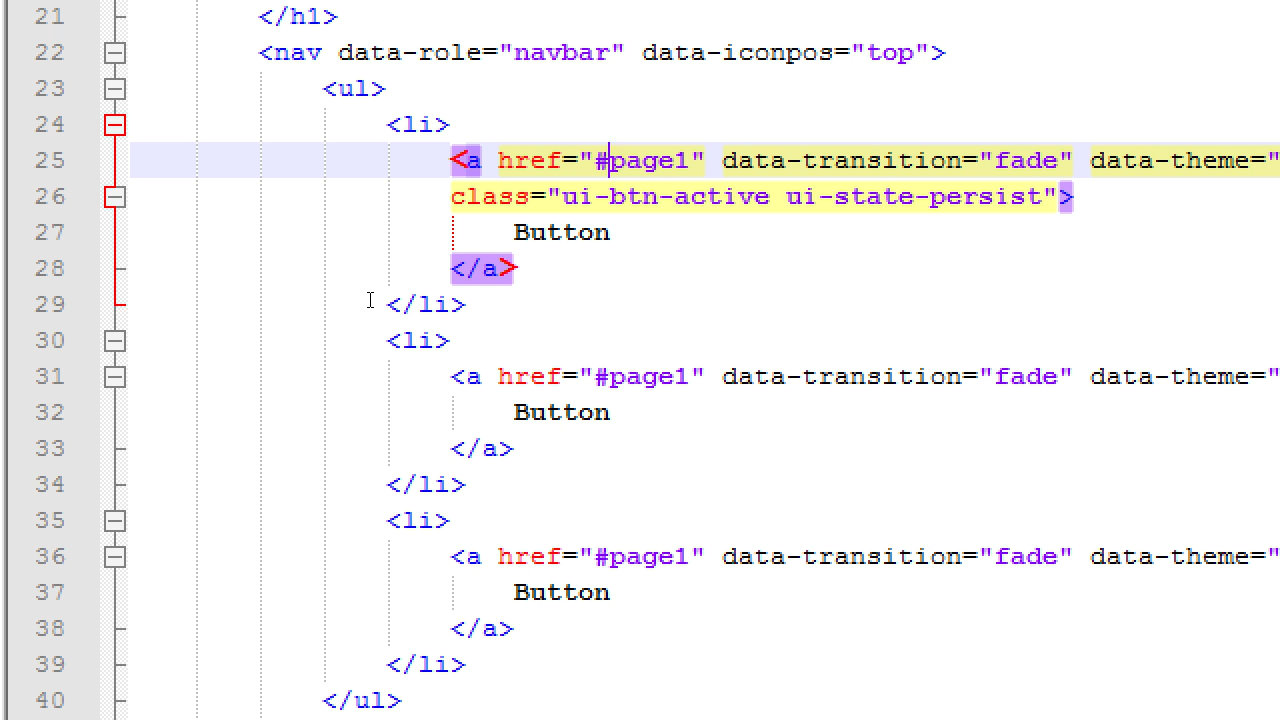 21 </h1>
22 <nav data-role="navbar" data-iconpos="top">
23 <ul>
24 <li>
25 <a href="#page1" data-transition="fade" data-theme="
26 class="ui-btn-active ui-state-persist">
27 Button
28 </a>
29 </li>
30 <li>
31 <a href="#page1" data-transition="fade" data-theme="
32 Button
33 </a>
34 </li>
35 <li>
36 <a href="#page1" data-transition="fade" data-theme="
37 Button
38 </a>
39 </li>
40 </ul>